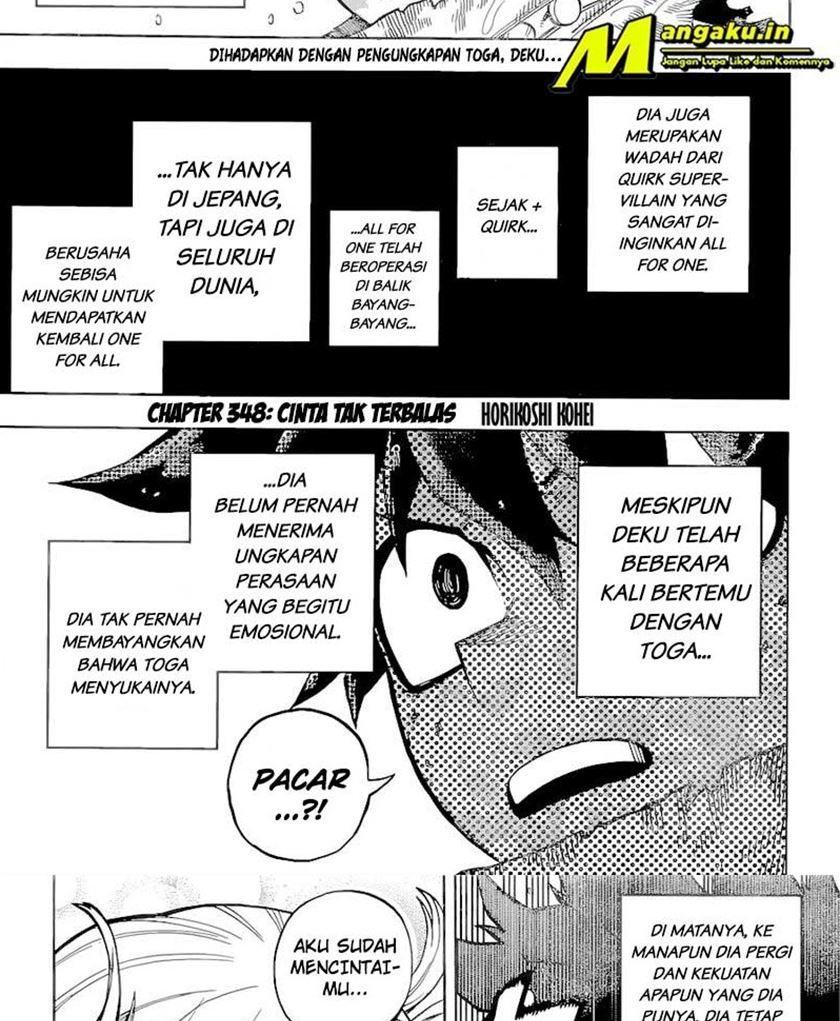 Mangaku.in
Jangan Lupa Like dan Komennya
DIHADAPKAN DENGAN PENGUNGKAPAN TOGA, DEKU...
DIA JUGA
MERUPAKAN
WADAH DARI
QUIRK SUPER-
VILLAIN YANG
SANGAT DI-
INGINKAN ALL
FOR ONE.
SEJAK +
QUIRK...
...ALL FOR
ONE TELAH
BEROPERASI
DI BALIK
BAYANG-
BAYANG...
...TAK HANYA
DI JEPANG,
TAPI JUGA DI
SELURUH
DUNIA,
BERUSAHA
SEBISA
MUNGKIN UNTUK
MENDAPATKAN
KEMBALI ONE
FOR ALL.
CHAPTER 348: CINTA TAK TERBALAS HORIKOSHI KOHEI
MESKIPUN
DEKU TELAH
BEBERAPA
KALI BERTEMU
DENGAN
TOGA...
...DIA
BELUM PERNAH
MENERIMA
UNGKAPAN
PERASAAN
YANG BEGITU
EMOSIONAL.
DIA TAK PERNAH
MEMBAYANGKAN
BAHWA TOGA
MENYUKAINYA.
PACAR
...?!
DI MATANYA, KE
MANAPUN DIA PERGI
DAN KEKUATAN
APAPUN YANG DIA
PUNYA, DIA TETAP
AKU SUDAH
MENCINTAI-
MU...